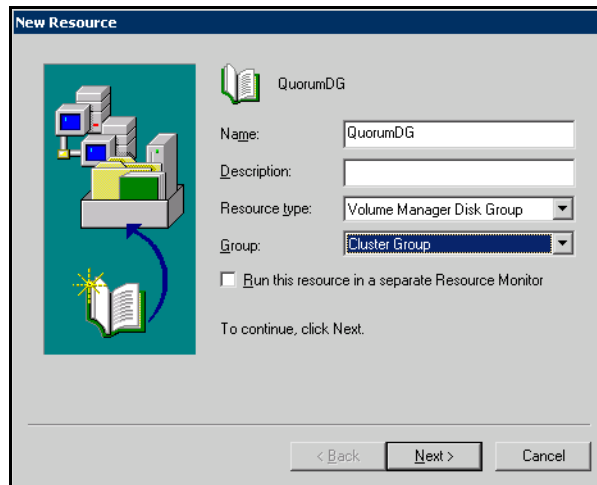 New Resource
QuorumDG
Name: QuorumDG
Description:
Resource type: Volume Manager Disk Group
Group: Cluster Group
Run this resource in a separate Resource Monitor
To continue, click Next.
< Back Next > Cancel